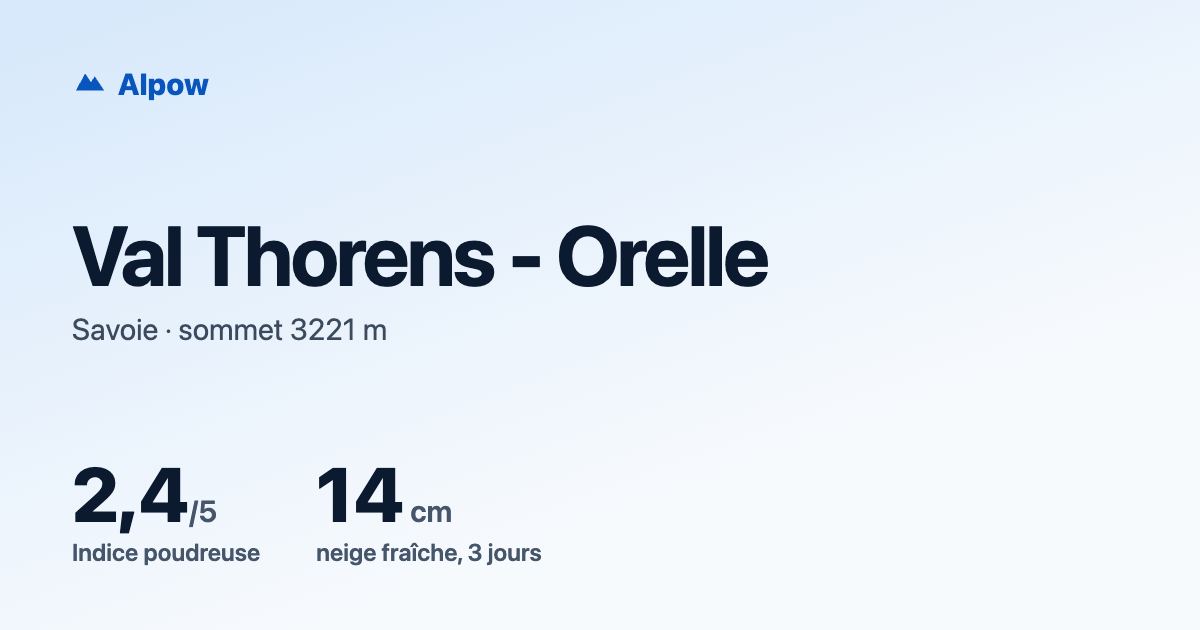 Alpow
Val Thorens - Orelle
Savoie · sommet 3221 m
2,4/5
Indice poudreuse
14 cm
neige fraîche, 3 jours